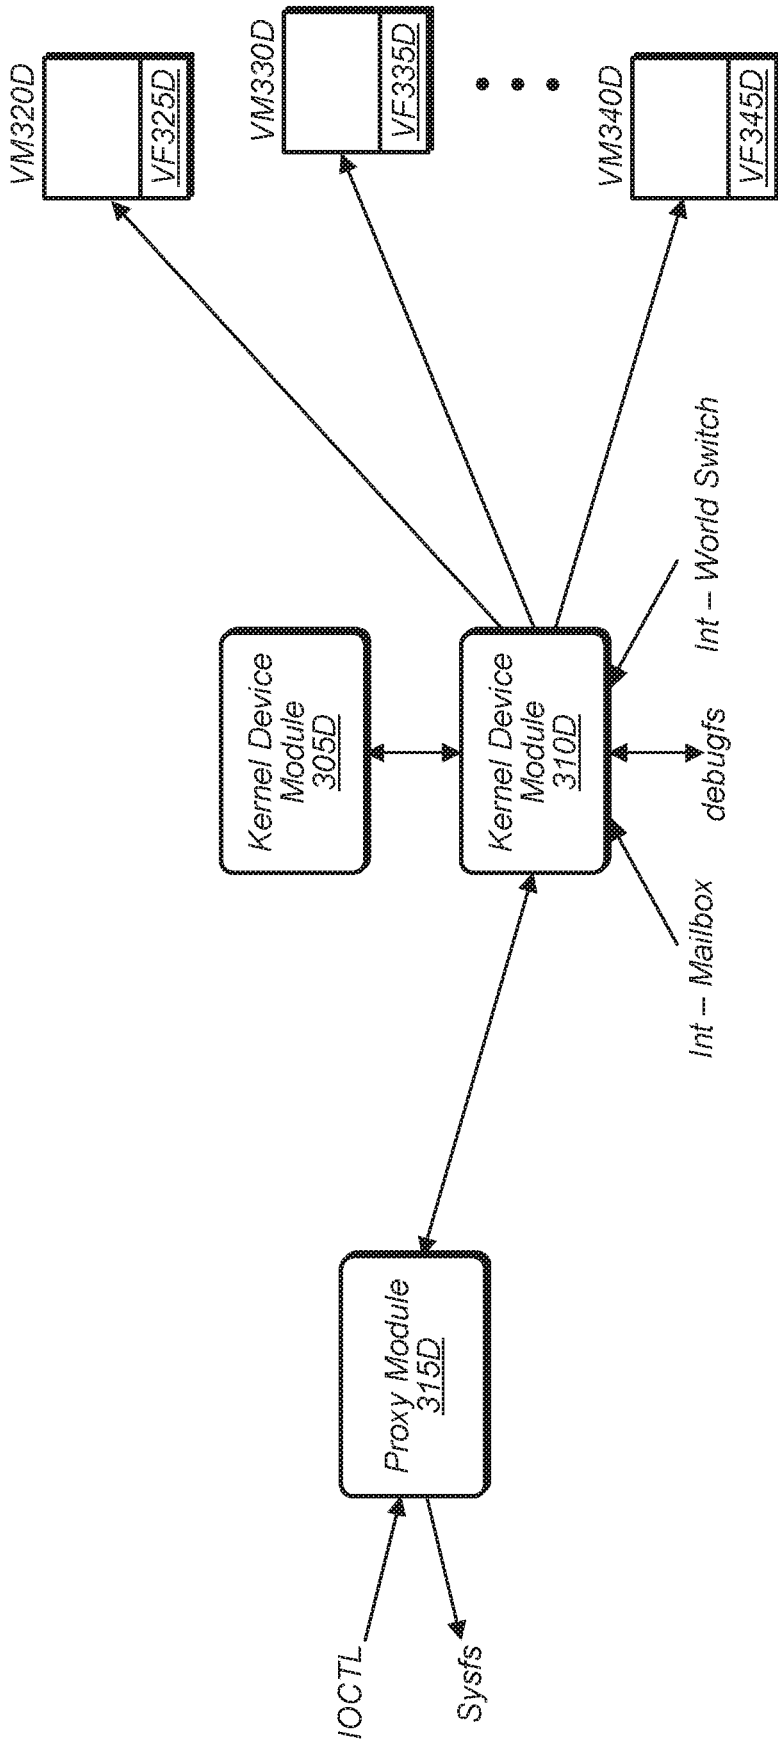 IOCTL
Sysfs
Proxy Module
315D
Kernel Device
Module
305D
Kernel Device
Module
310D
Int – Mailbox
debugfs
Int – World Switch
VM320D
VF325D
VM330D
VF335D
VM340D
VF345D